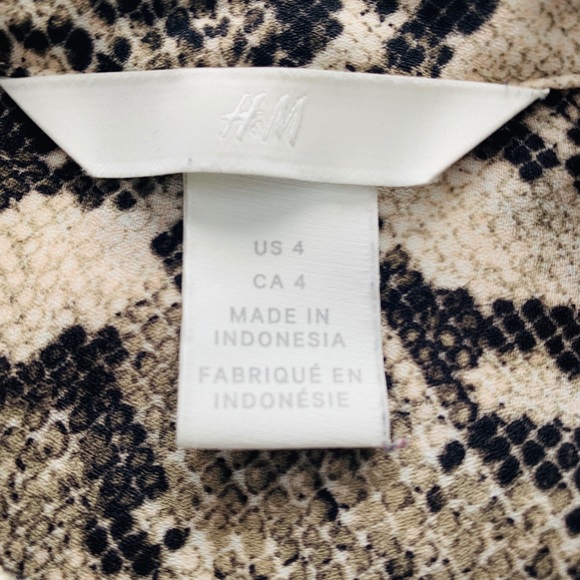 H&M
US 4
CA 4
MADE IN
INDONESIA
FABRIQUÉ EN
INDONÉSIE